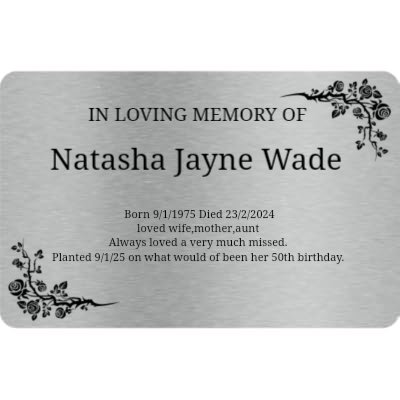 IN LOVING MEMORY OF
Natasha Jayne Wade
Born 9/1/1975 Died 23/2/2024
loved wife,mother,aunt
Always loved a very much missed.
Planted 9/1/25 on what would of been her 50th birthday.